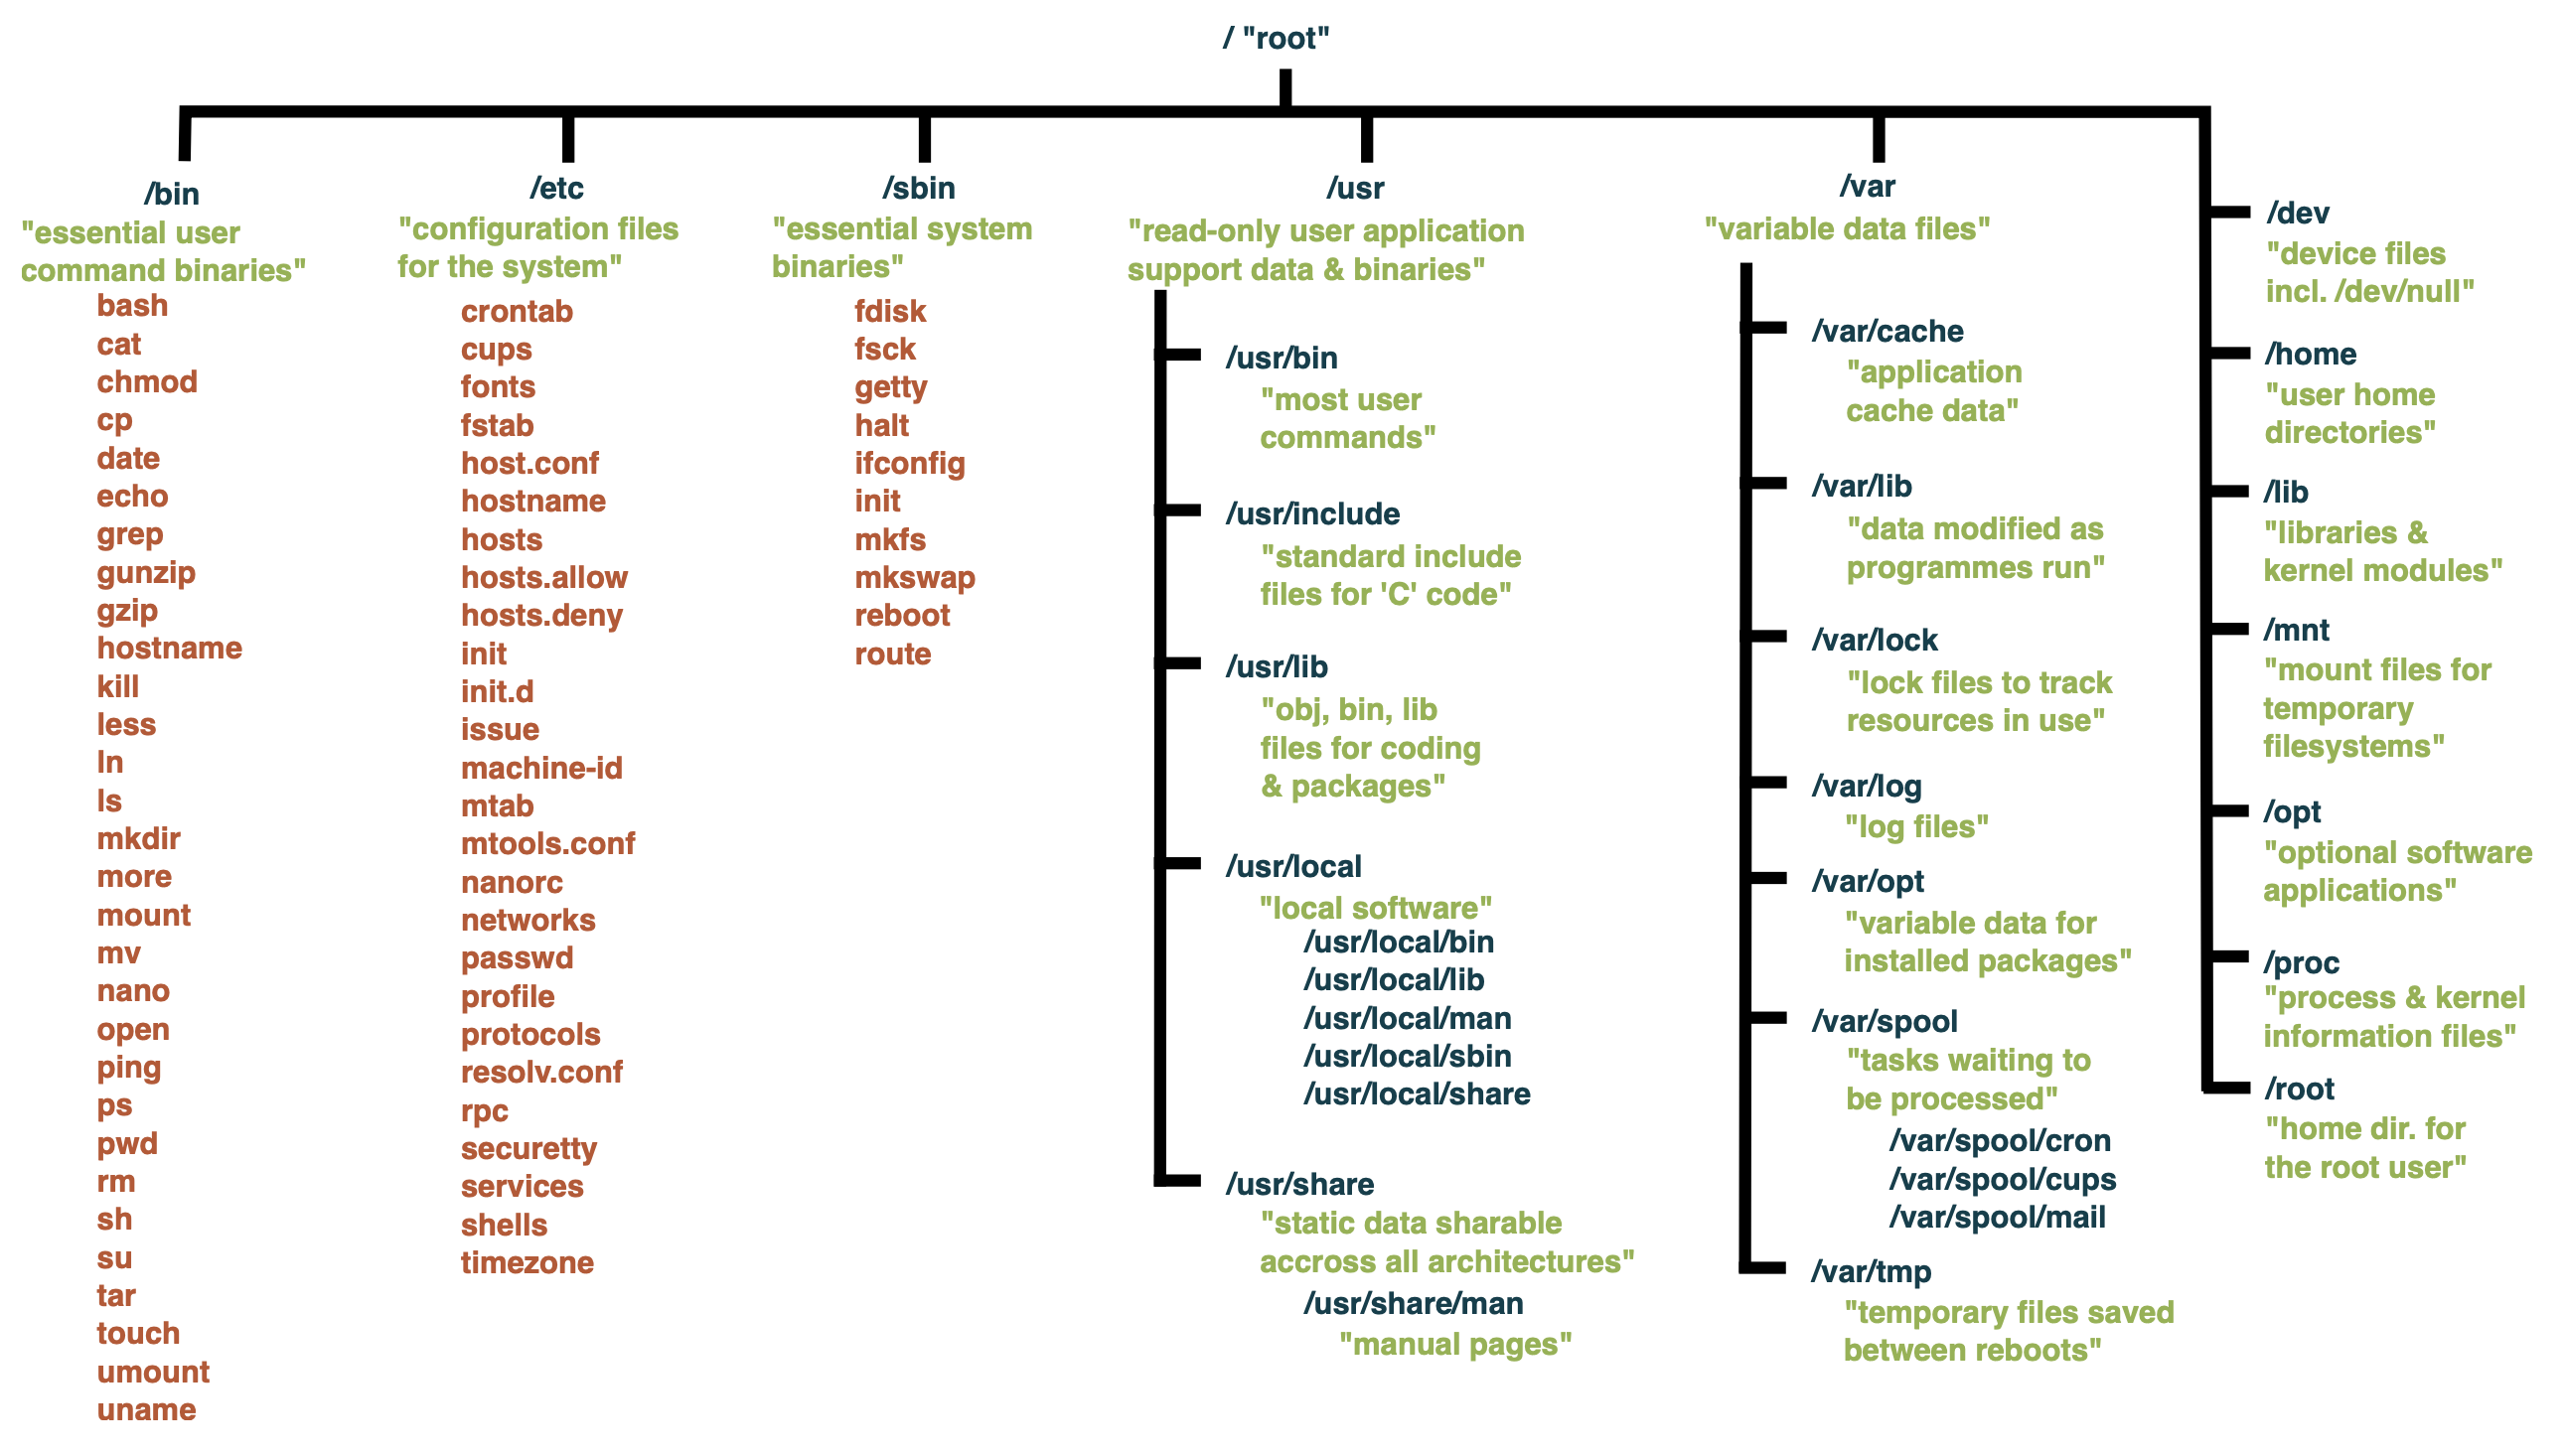 / "root"
/bin
"essential user
command binaries"
bash
cat
chmod
cp
date
echo
grep
gunzip
gzip
hostname
kill
less
ln
ls
mkdir
more
mount
mv
nano
open
ping
ps
pwd
rm
sh
su
tar
touch
umount
uname
/etc
"configuration files
for the system"
crontab
cups
fonts
fstab
host.conf
hostname
hosts
hosts.allow
hosts.deny
init
init.d
issue
machine-id
mtab
mtools.conf
nanorc
networks
passwd
profile
protocols
resolv.conf
rpc
securetty
services
shells
timezone
/sbin
"essential system
binaries"
fdisk
fsck
getty
halt
ifconfig
init
mkfs
mkswap
reboot
route
/usr
"read-only user application
support data & binaries"
/usr/bin
"most user
commands"
/usr/include
"standard include
files for 'C' code"
/usr/lib
"obj, bin, lib
files for coding
& packages"
/usr/local
"local software"
/usr/local/bin
/usr/local/lib
/usr/local/man
/usr/local/sbin
/usr/local/share
/usr/share
"static data sharable
accross all architectures"
/usr/share/man
"manual pages"
/var
"variable data files"
/var/cache
"application
cache data"
/var/lib
"data modified as
programmes run"
/var/lock
"lock files to track
resources in use"
/var/log
"log files"
/var/opt
"variable data for
installed packages"
/var/spool
"tasks waiting to
be processed"
/var/spool/cron
/var/spool/cups
/var/spool/mail
/var/tmp
"temporary files saved
between reboots"
/dev
"device files
incl. /dev/null"
/home
"user home
directories"
/lib
"libraries &
kernel modules"
/mnt
"mount files for
temporary
filesystems"
/opt
"optional software
applications"
/proc
"process & kernel
information files"
/root
"home dir. for
the root user"